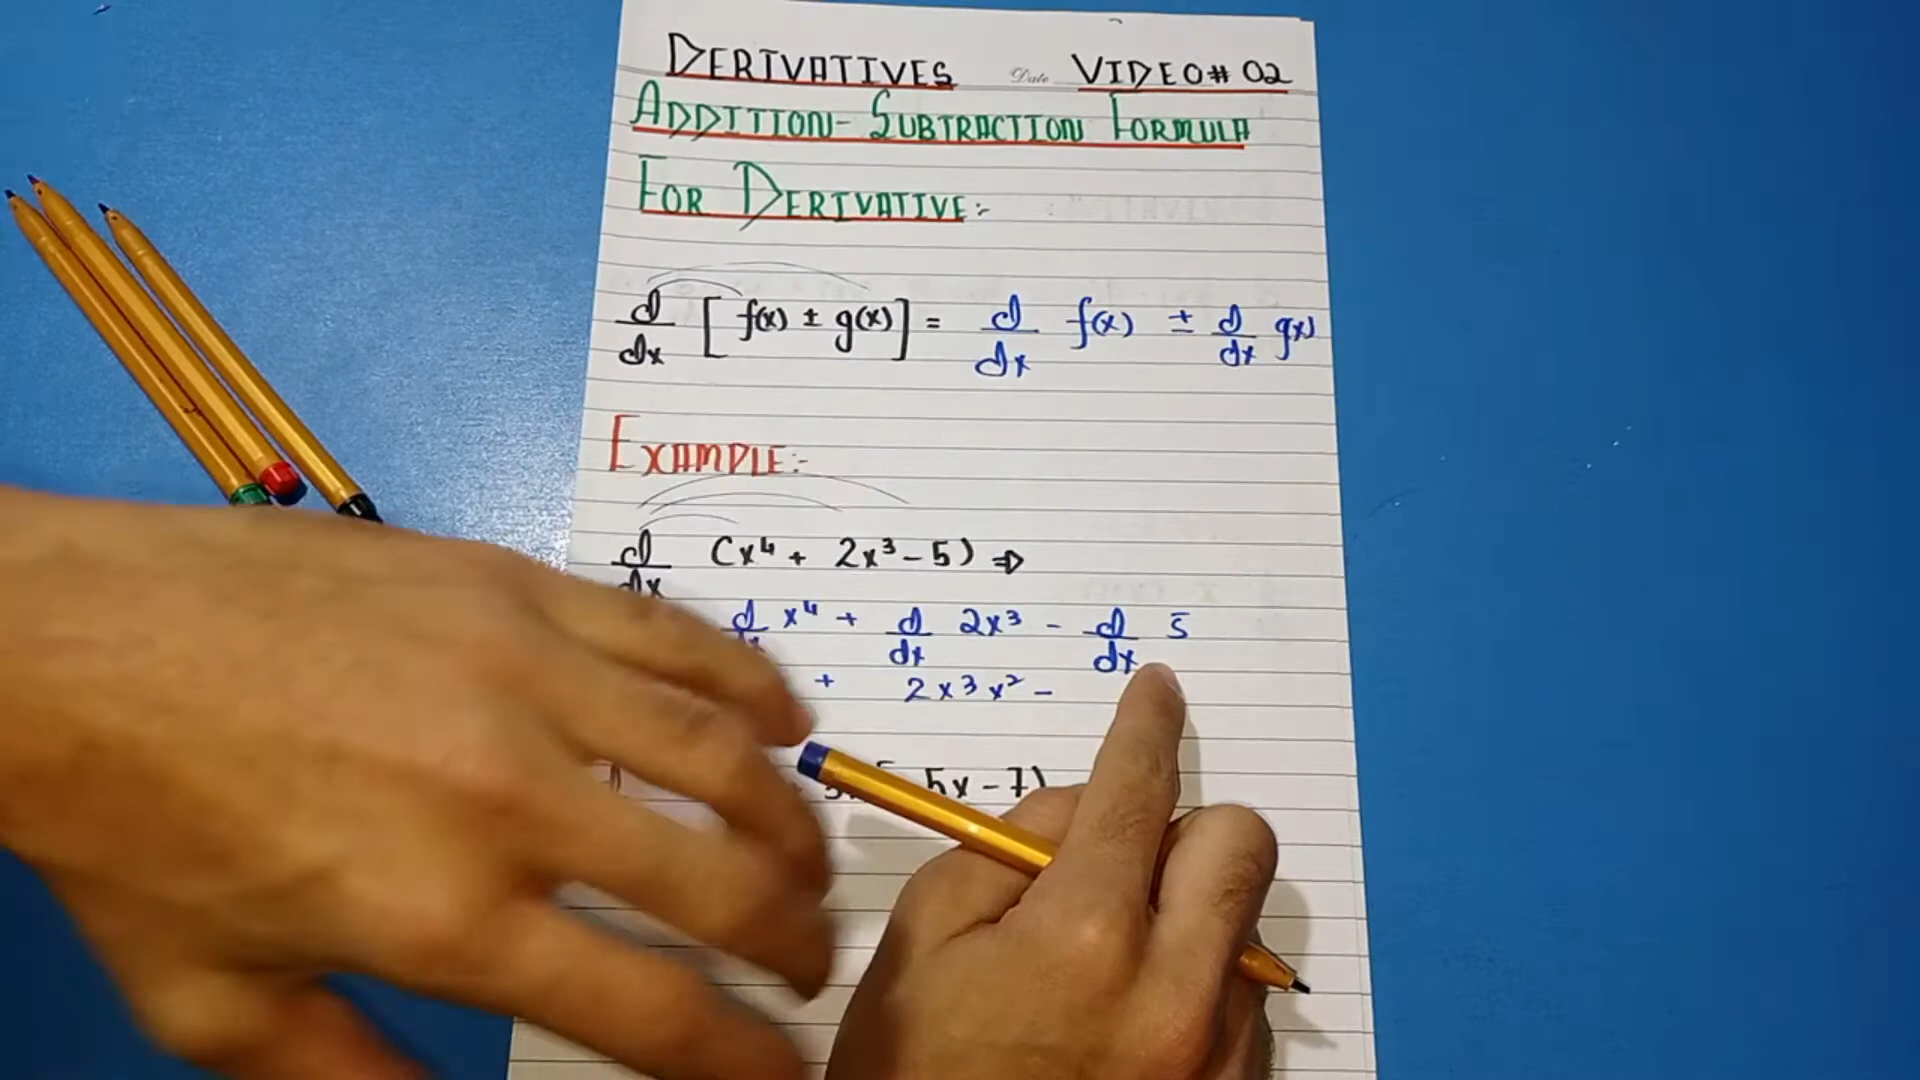 DERIVATIVES Date VIDEO# 02
ADDITION- SUBTRACTION FORMULA
FOR DERIVATIVE:-
d/dx [f(x) ± g(x)] = d/dx f(x) ± d/dx g(x)
EXAMPLE:-
d/dx (x⁴ + 2x³ - 5) ⇒
d/dx x⁴ + d/dx 2x³ - d/dx 5
+ 2 x 3 x² -
5x - 7)